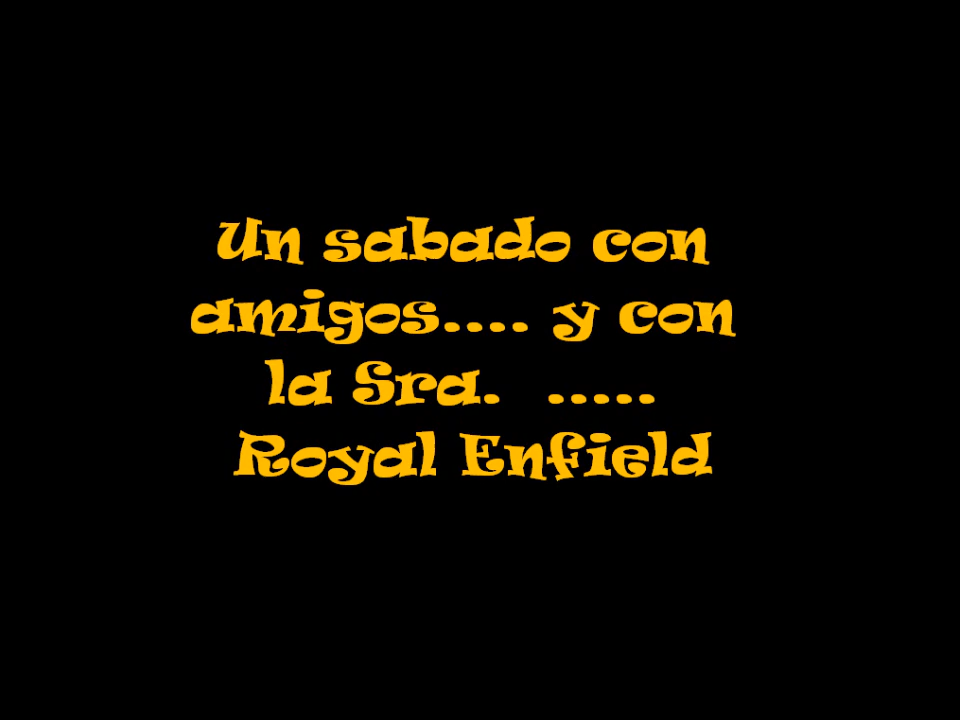 Un sabado con
amigos.... y con
la Sra.  .....
Royal Enfield